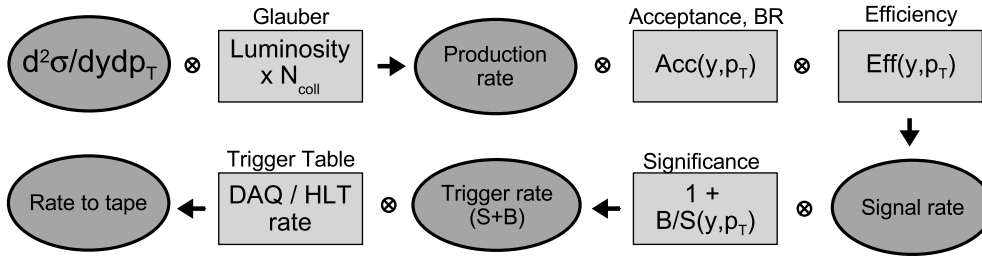 Glauber
Acceptance, BR
Efficiency
d²σ/dydp_T
⊗
Luminosity
x N_coll
Production
rate
⊗
Acc(y,p_T)
⊗
Eff(y,p_T)
Trigger Table
Significance
Rate to tape
DAQ / HLT
rate
⊗
Trigger rate
(S+B)
1 +
B/S(y,p_T)
⊗
Signal rate